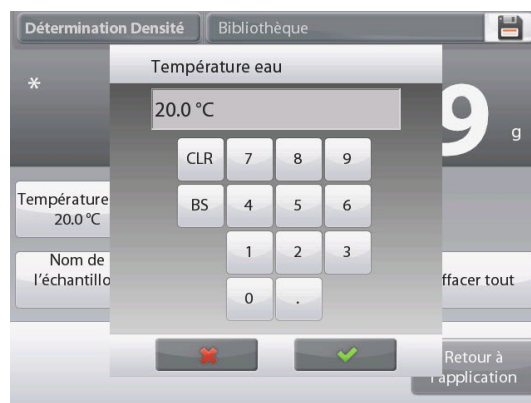 Détermination Densité Bibliothèque
Température eau
*
20.0 °C
9 g
CLR 7 8 9
BS 4 5 6
1 2 3
0 .
Température
20.0 °C
Nom de
l'échantillo
ffacer tout
Retour à
l'application